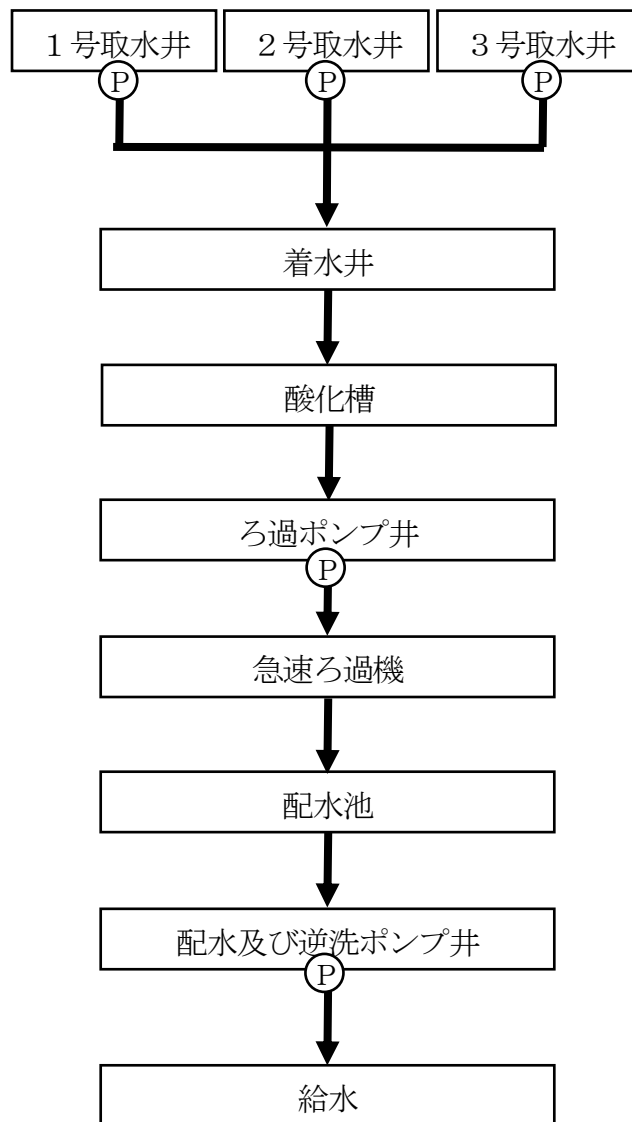 １号取水井
２号取水井
３号取水井
P
P
P
着水井
酸化槽
ろ過ポンプ井
P
急速ろ過機
配水池
配水及び逆洗ポンプ井
P
給水